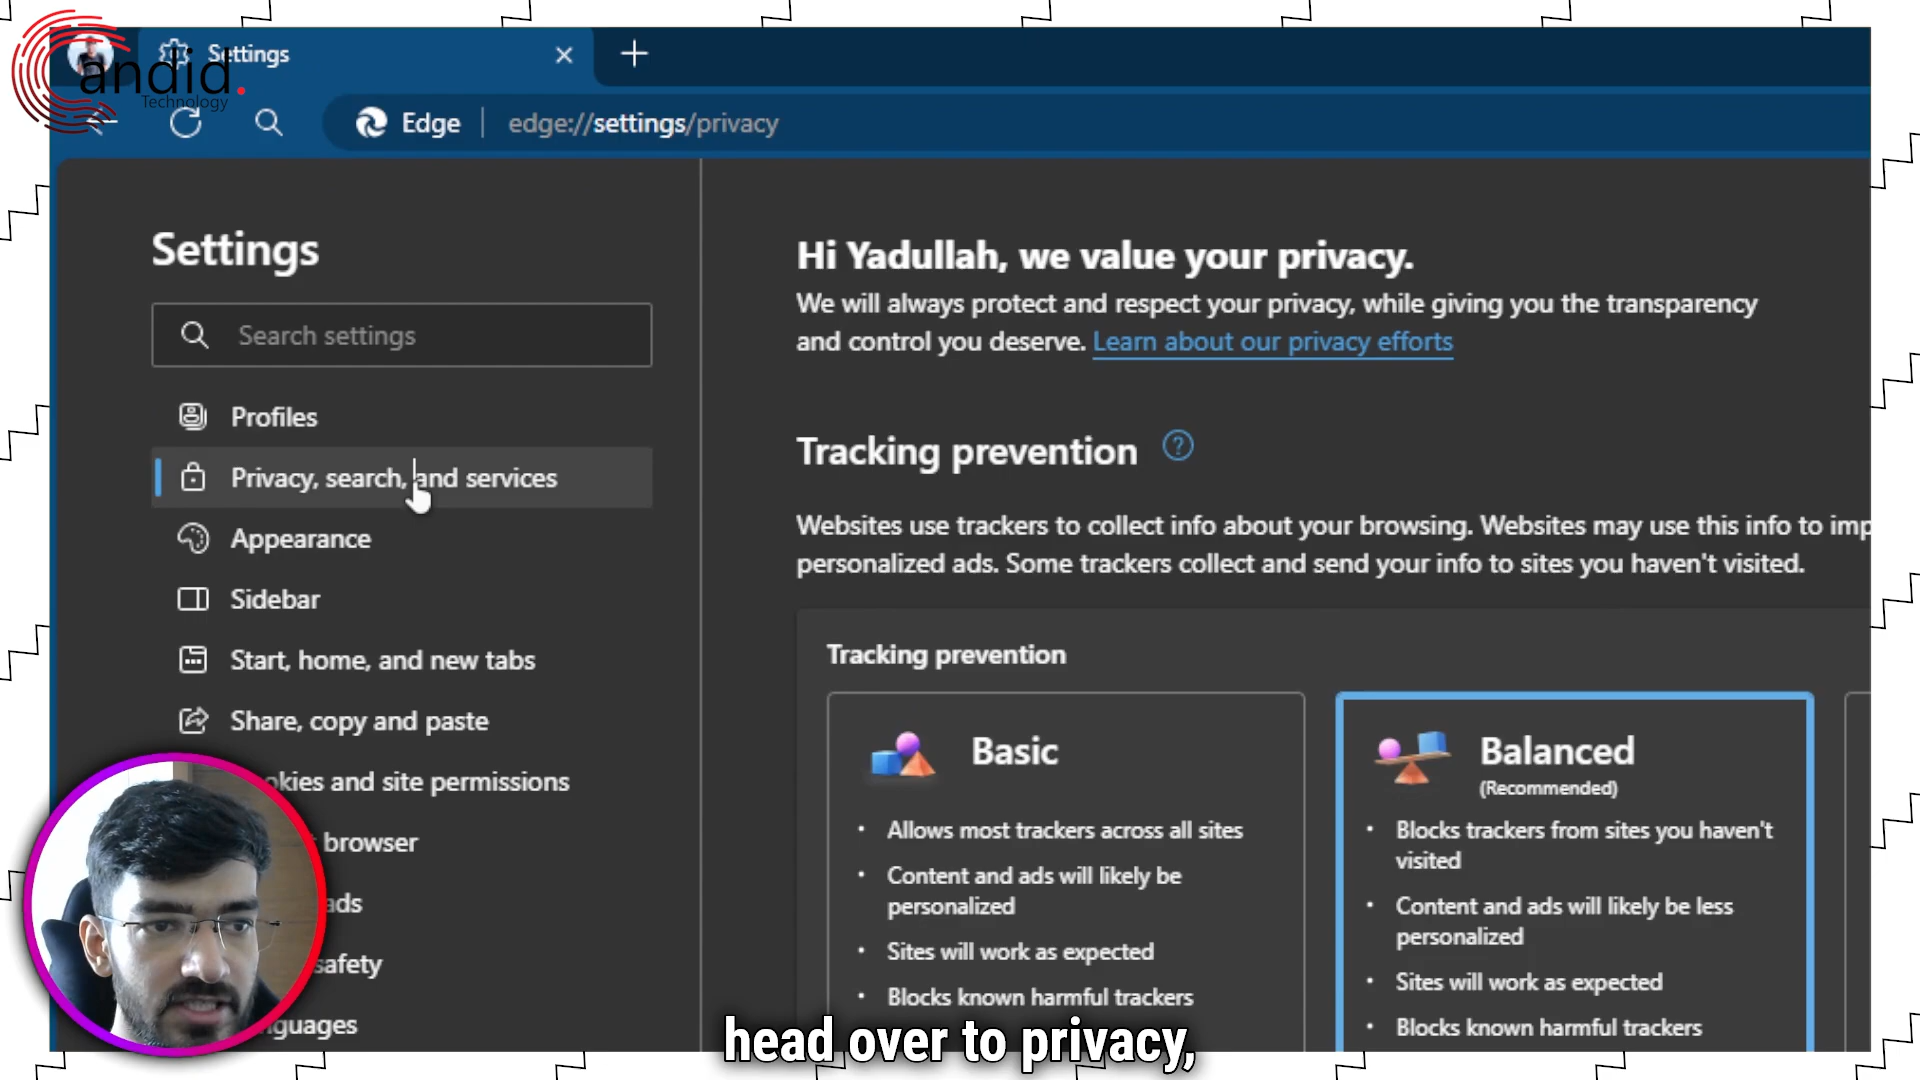 andid.
Technology
Settings
Edge
edge://settings/privacy
Settings
Search settings
Profiles
Privacy, search, and services
Appearance
Sidebar
Start, home, and new tabs
Share, copy and paste
okies and site permissions
browser
ads
safety
nguages
Hi Yadullah, we value your privacy.
We will always protect and respect your privacy, while giving you the transparency
and control you deserve. Learn about our privacy efforts
Tracking prevention
Websites use trackers to collect info about your browsing. Websites may use this info to imp
personalized ads. Some trackers collect and send your info to sites you haven't visited.
Tracking prevention
Basic
• Allows most trackers across all sites
• Content and ads will likely be
personalized
• Sites will work as expected
• Blocks known harmful trackers
Balanced
(Recommended)
• Blocks trackers from sites you haven't
visited
• Content and ads will likely be less
personalized
• Sites will work as expected
• Blocks known harmful trackers
head over to privacy,